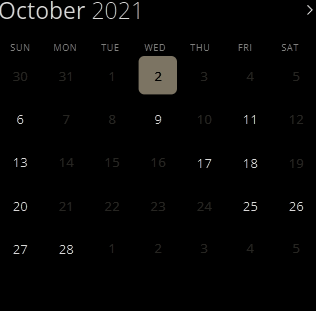 October 2021
SUN MON TUE WED THU FRI SAT
30 31 1 2 3 4 5
6 7 8 9 10 11 12
13 14 15 16 17 18 19
20 21 22 23 24 25 26
27 28 1 2 3 4 5